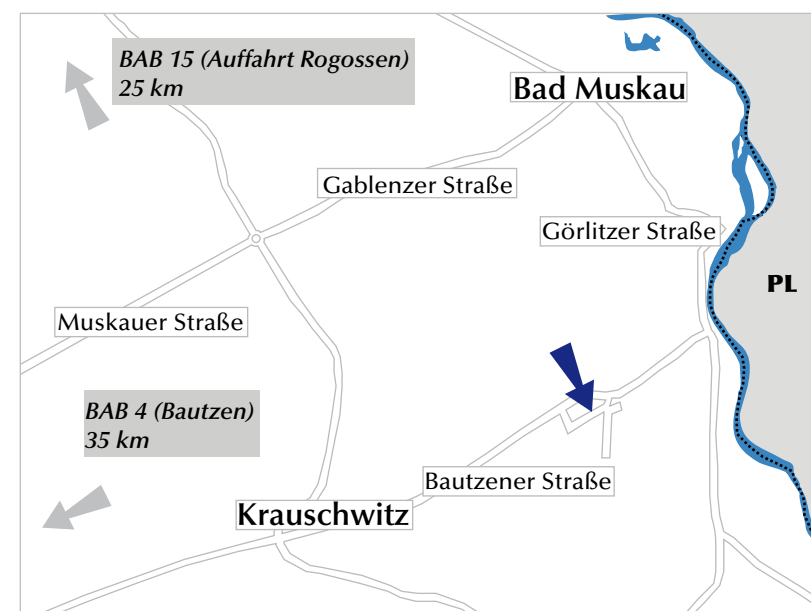 BAB 15 (Auffahrt Rogossen)
25 km
Bad Muskau
Gablenzer Straße
Görlitzer Straße
PL
Muskauer Straße
BAB 4 (Bautzen)
35 km
Bautzener Straße
Krauschwitz